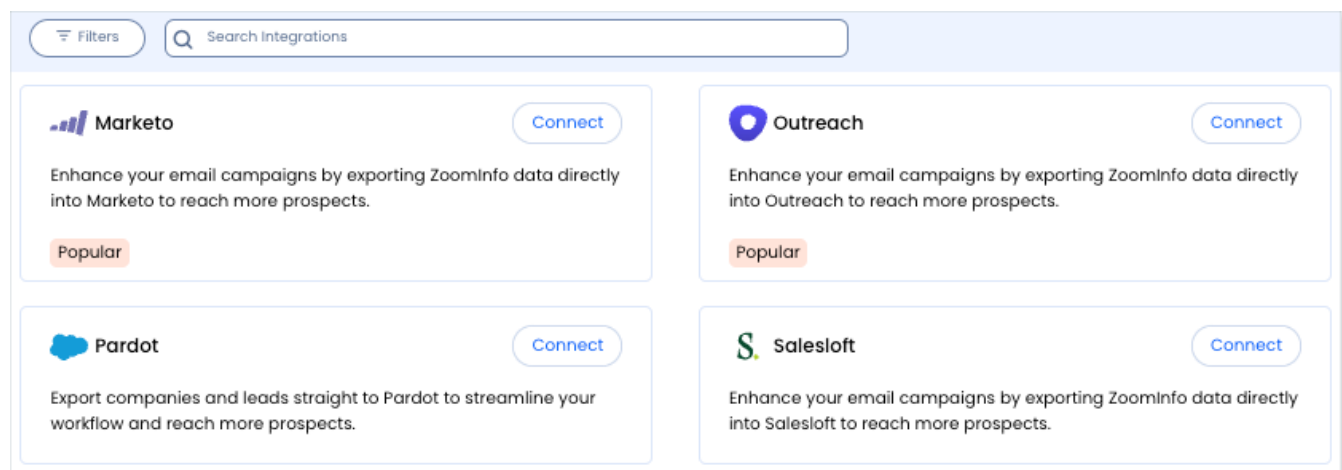 Filters
Search Integrations
Marketo
Connect
Enhance your email campaigns by exporting ZoomInfo data directly
into Marketo to reach more prospects.
Popular
Outreach
Connect
Enhance your email campaigns by exporting ZoomInfo data directly
into Outreach to reach more prospects.
Popular
Pardot
Connect
Export companies and leads straight to Pardot to streamline your
workflow and reach more prospects.
S.
Salesloft
Connect
Enhance your email campaigns by exporting ZoomInfo data directly
into Salesloft to reach more prospects.